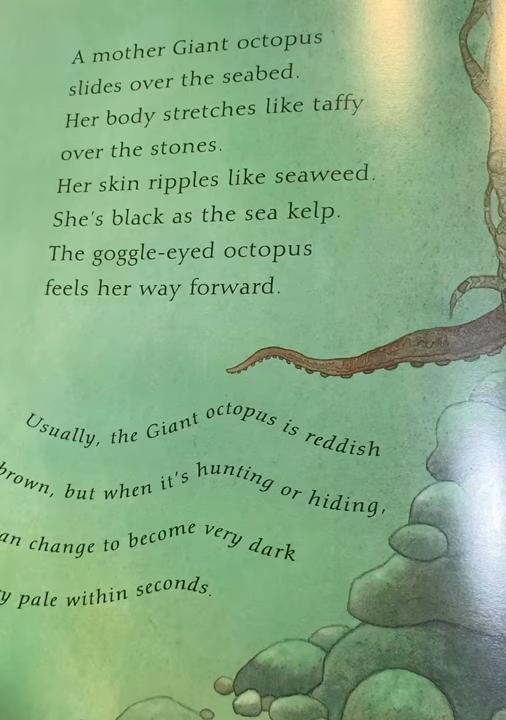 A mother Giant octopus
slides over the seabed.
Her body stretches like taffy
over the stones.
Her skin ripples like seaweed.
She's black as the sea kelp.
The goggle-eyed octopus
feels her way forward.
Usually, the Giant octopus is reddish
brown, but when it's hunting or hiding,
change to become very dark
pale within seconds.